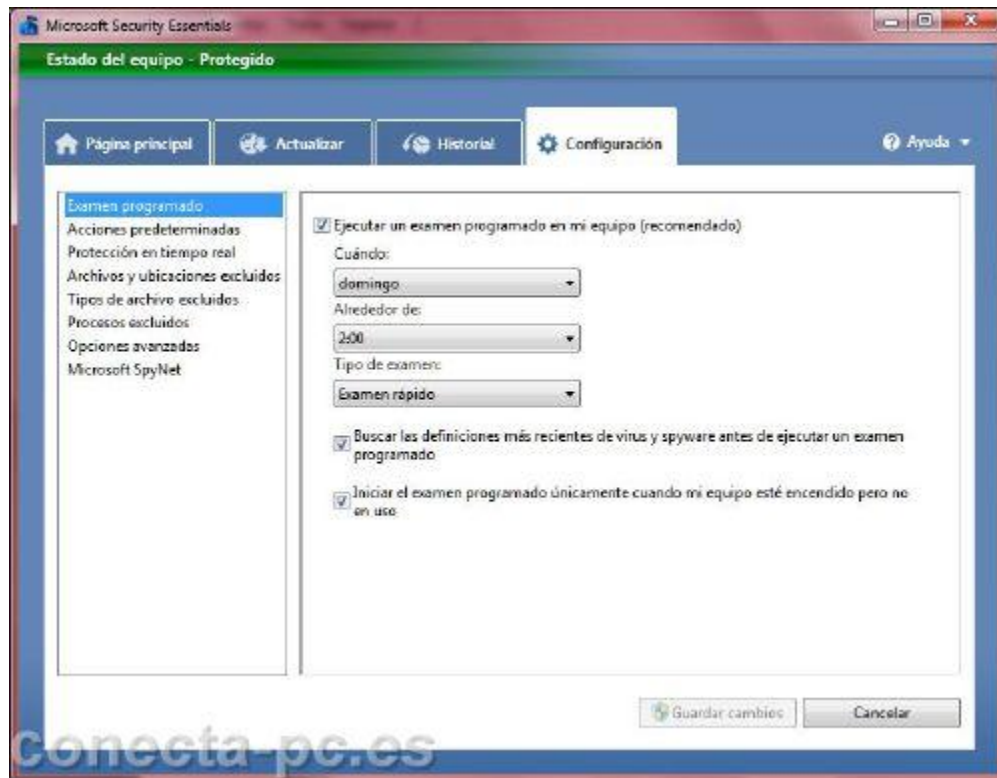 Microsoft Security Essentials
Estado del equipo - Protegido
Página principal
Actualizar
Historial
Configuración
Ayuda
Examen programado
Acciones predeterminadas
Protección en tiempo real
Archivos y ubicaciones excluidos
Tipos de archivo excluidos
Procesos excluidos
Opciones avanzadas
Microsoft SpyNet
Ejecutar un examen programado en mi equipo (recomendado)
Cuándo:
domingo
Alrededor de:
2:00
Tipo de examen:
Examen rápido
Buscar las definiciones más recientes de virus y spyware antes de ejecutar un examen
programado
Iniciar el examen programado únicamente cuando mi equipo esté encendido pero no
en uso
Guardar cambios
Cancelar
conecta-pc.es